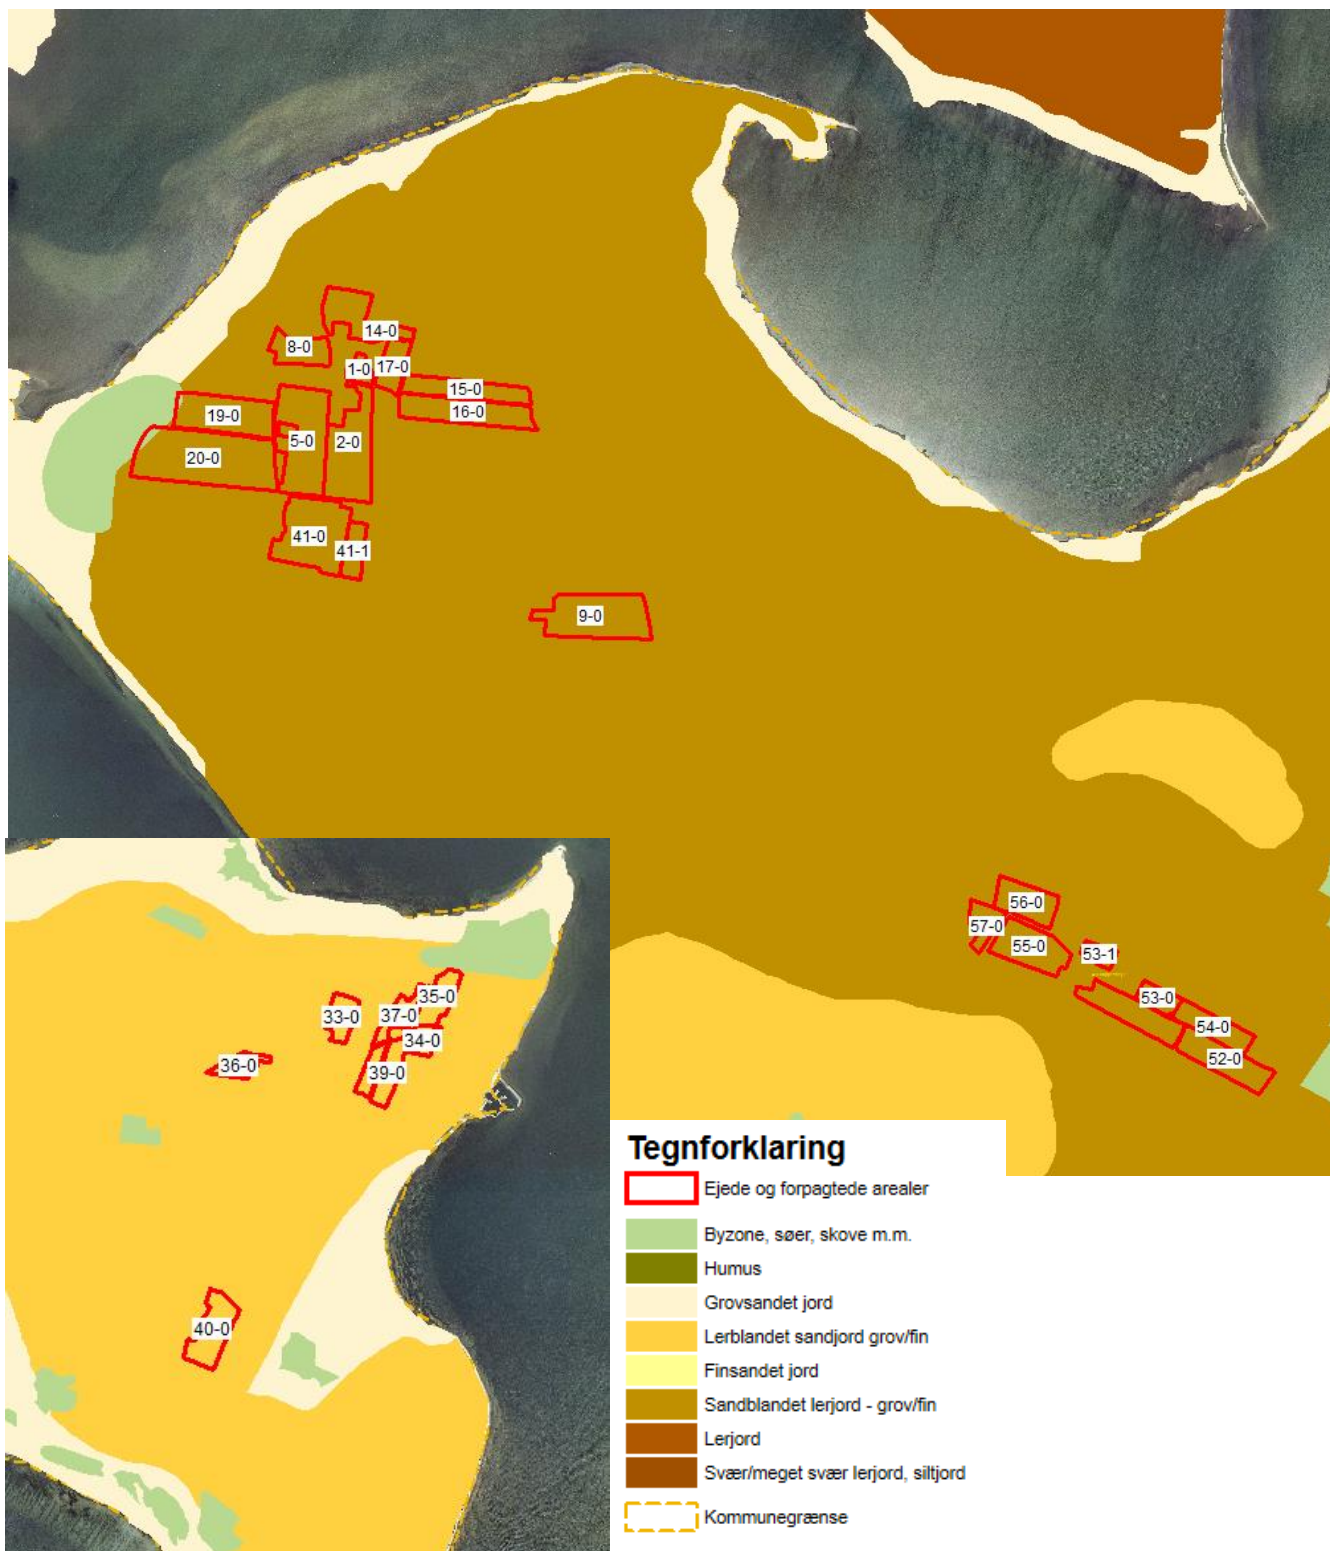 14-0
8-0
1-0
17-0
15-0
19-0
16-0
5-0
2-0
20-0
41-0
41-1
9-0
56-0
57-0
55-0
53-1
53-0
54-0
52-0
35-0
33-0
37-0
34-0
36-0
39-0
40-0
Tegnforklaring
Ejede og forpagtede arealer
Byzone, søer, skove m.m.
Humus
Grovsandet jord
Lerblandet sandjord grov/fin
Finsandet jord
Sandblandet lerjord - grov/fin
Lerjord
Svær/meget svær lerjord, siltjord
Kommunegrænse